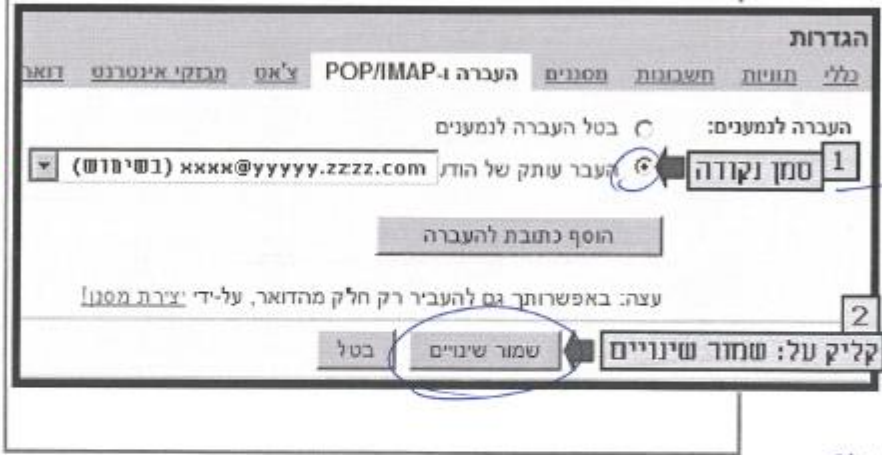 הגדרות
כללי תוויות חשבונות מסננים העברה ו-POP/IMAP צ'אט מבזקי אינטרנט דואר
העברה לנמענים: בטל העברה לנמענים
1 סמן נקודה העבר עותק של הודע xxxx@yyyyy.zzzz.com (בשימוש)
הוסף כתובת להעברה
עצה: באפשרותך גם להעביר רק חלק מהדואר, על-ידי יצירת מסנן!
2
קליק על: שמור שינויים שמור שינויים בטל